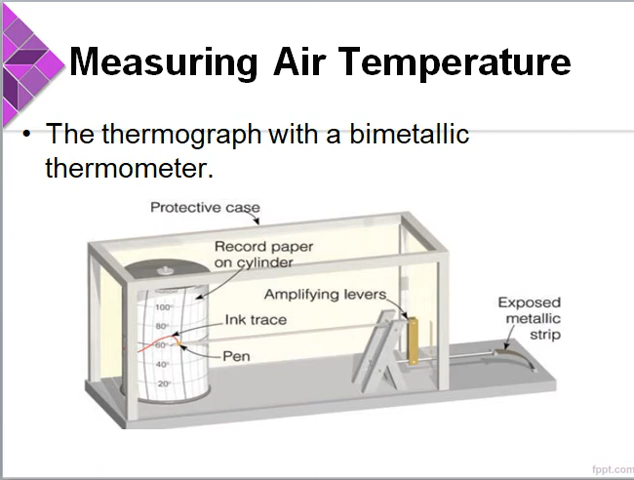 Measuring Air Temperature
• The thermograph with a bimetallic
thermometer.
Protective case
Record paper
on cylinder
Amplifying levers
Exposed
metallic
strip
Ink trace
Pen
100°
80°
60°
40°
20°
fppt.com